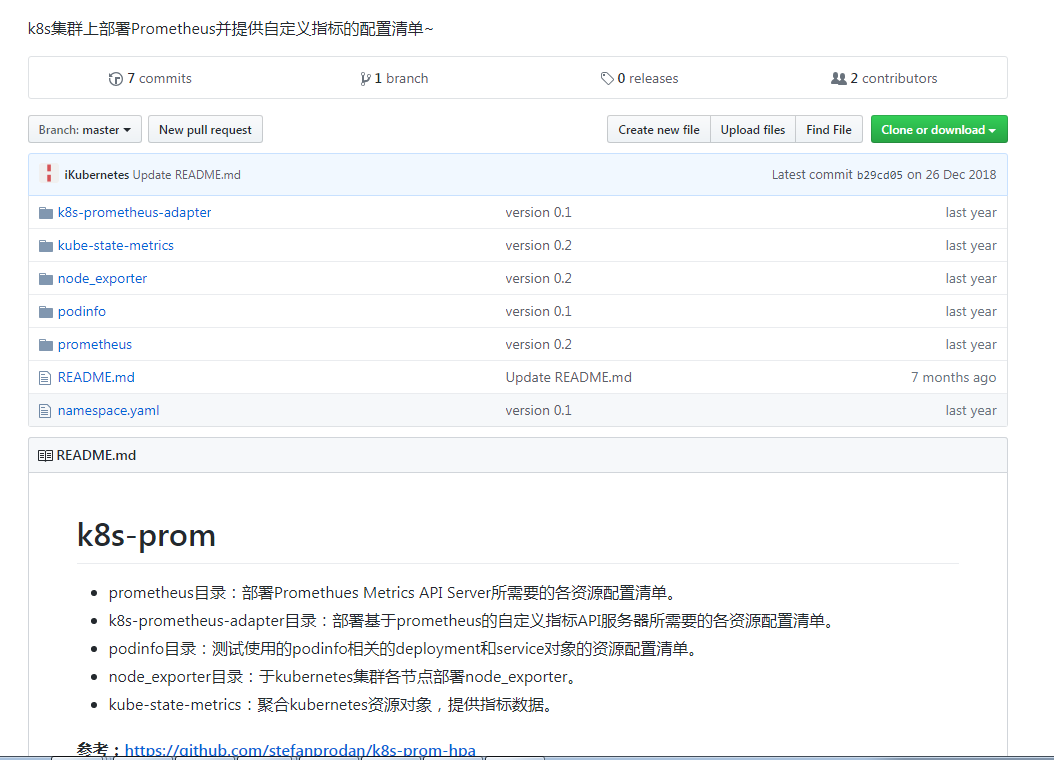 k8s集群上部署Prometheus并提供自定义指标的配置清单~
7 commits 1 branch 0 releases 2 contributors
Branch: master New pull request Create new file Upload files Find File Clone or download
iKubernetes Update README.md Latest commit b29cd05 on 26 Dec 2018
k8s-prometheus-adapter version 0.1 last year
kube-state-metrics version 0.2 last year
node_exporter version 0.2 last year
podinfo version 0.1 last year
prometheus version 0.2 last year
README.md Update README.md 7 months ago
namespace.yaml version 0.1 last year
README.md
k8s-prom
prometheus目录：部署Promethues Metrics API Server所需要的各资源配置清单。
k8s-prometheus-adapter目录：部署基于prometheus的自定义指标API服务器所需要的各资源配置清单。
podinfo目录：测试使用的podinfo相关的deployment和service对象的资源配置清单。
node_exporter目录：于kubernetes集群各节点部署node_exporter。
kube-state-metrics：聚合kubernetes资源对象，提供指标数据。
参考：https://github.com/stefanprodan/k8s-prom-hpa